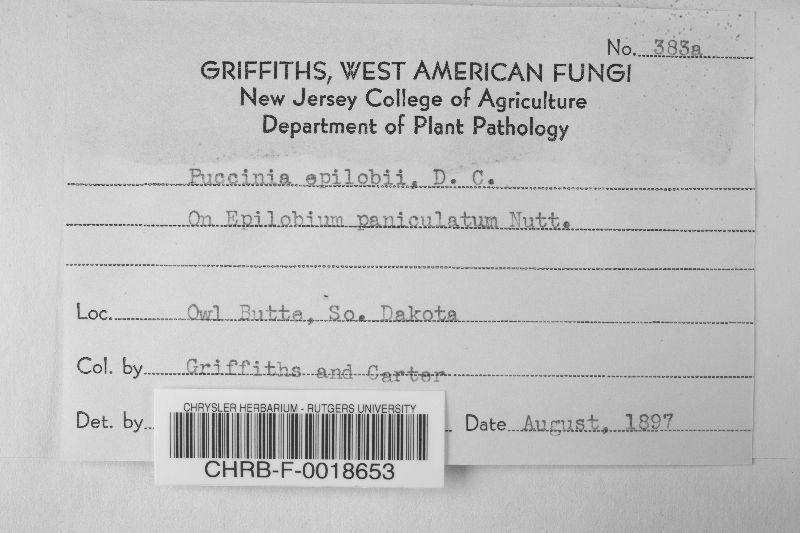 No. 383a
GRIFFITHS, WEST AMERICAN FUNGI
New Jersey College of Agriculture
Department of Plant Pathology
Puccinia epilobii, D. C.
On Epilobium paniculatum Nutt.
Loc. Owl Butte, So. Dakota
Col. by Griffiths and Carter
Det. by Date August, 1897
CHRYSLER HERBARIUM - RUTGERS UNIVERSITY
CHRB-F-0018653